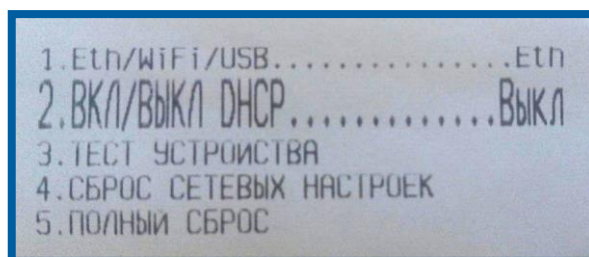 1.Eth/WiFi/USB................Eth
2.ВКЛ/ВЫКЛ DHCP.............Выкл
3.ТЕСТ УСТРОЙСТВА
4.СБРОС СЕТЕВЫХ НАСТРОЕК
5.ПОЛНЫЙ СБРОС